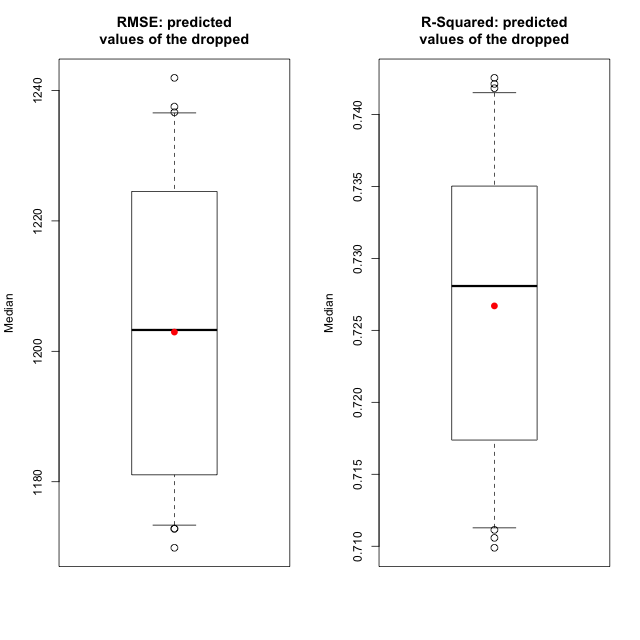 RMSE: predicted
values of the dropped
Median
1240
1220
1200
1180
R-Squared: predicted
values of the dropped
Median
0.740
0.735
0.730
0.725
0.720
0.715
0.710